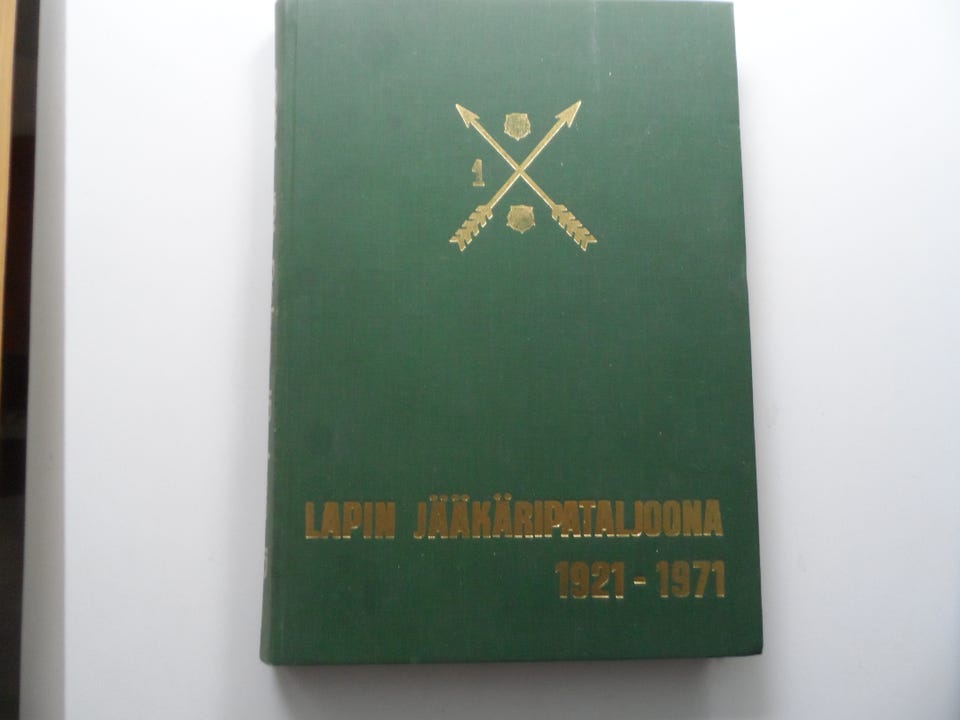 1
LAPIN JÄÄKÄRIPATALJOONA
1921 - 1971